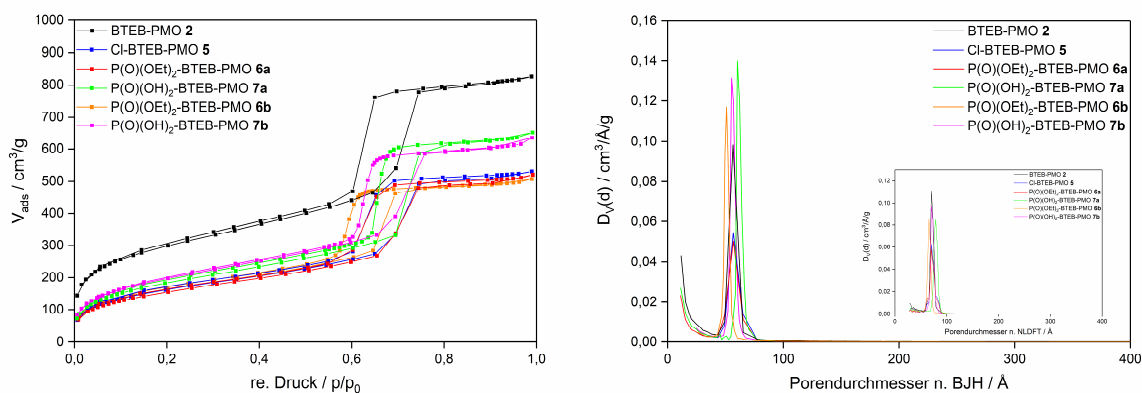 1000
900
800
700
600
500
400
300
200
100
0
V_ads / cm³/g
BTEB-PMO 2
Cl-BTEB-PMO 5
P(O)(OEt)₂-BTEB-PMO 6a
P(O)(OH)₂-BTEB-PMO 7a
P(O)(OEt)₂-BTEB-PMO 6b
P(O)(OH)₂-BTEB-PMO 7b
0,0 0,2 0,4 0,6 0,8 1,0
re. Druck / p/p₀
0,16
0,14
0,12
0,10
0,08
0,06
0,04
0,02
0,00
D_V(d) / cm³/Å/g
BTEB-PMO 2
Cl-BTEB-PMO 5
P(O)(OEt)₂-BTEB-PMO 6a
P(O)(OH)₂-BTEB-PMO 7a
P(O)(OEt)₂-BTEB-PMO 6b
P(O)(OH)₂-BTEB-PMO 7b
0 100 200 300 400
Porendurchmesser n. BJH / Å
0,12
0,10
0,08
0,06
0,04
0,02
0,00
D_V(d) / cm³/Å/g
BTEB-PMO 2
Cl-BTEB-PMO 5
P(O)(OEt)₂-BTEB-PMO 6a
P(O)(OH)₂-BTEB-PMO 7a
P(O)(OEt)₂-BTEB-PMO 6b
P(O)(OH)₂-BTEB-PMO 7b
0 100 200 300 400
Porendurchmesser n. NLDFT / Å